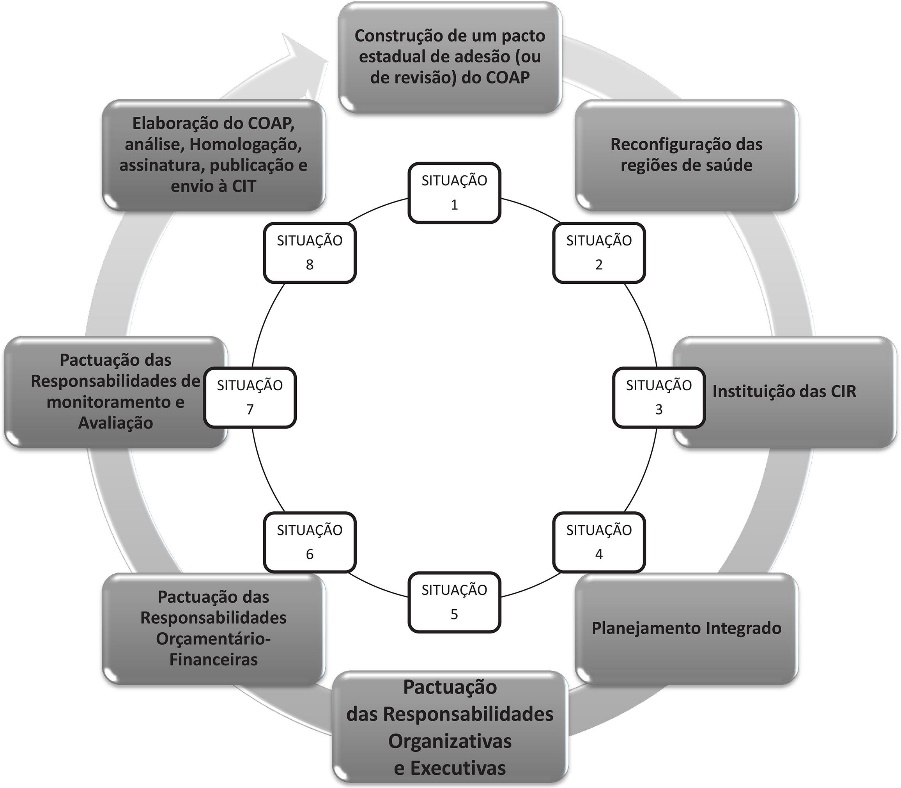 Construção de um pacto
estadual de adesão (ou
de revisão) do COAP
Reconfiguração das
regiões de saúde
Instituição das CIR
Planejamento Integrado
Pactuação
das Responsabilidades
Organizativas
e Executivas
Pactuação das
Responsabilidades
Orçamentário-
Financeiras
Pactuação das
Responsabilidades de
monitoramento e
Avaliação
Elaboração do COAP,
análise, Homologação,
assinatura, publicação e
envio à CIT
SITUAÇÃO
1
SITUAÇÃO
2
SITUAÇÃO
3
SITUAÇÃO
4
SITUAÇÃO
5
SITUAÇÃO
6
SITUAÇÃO
7
SITUAÇÃO
8